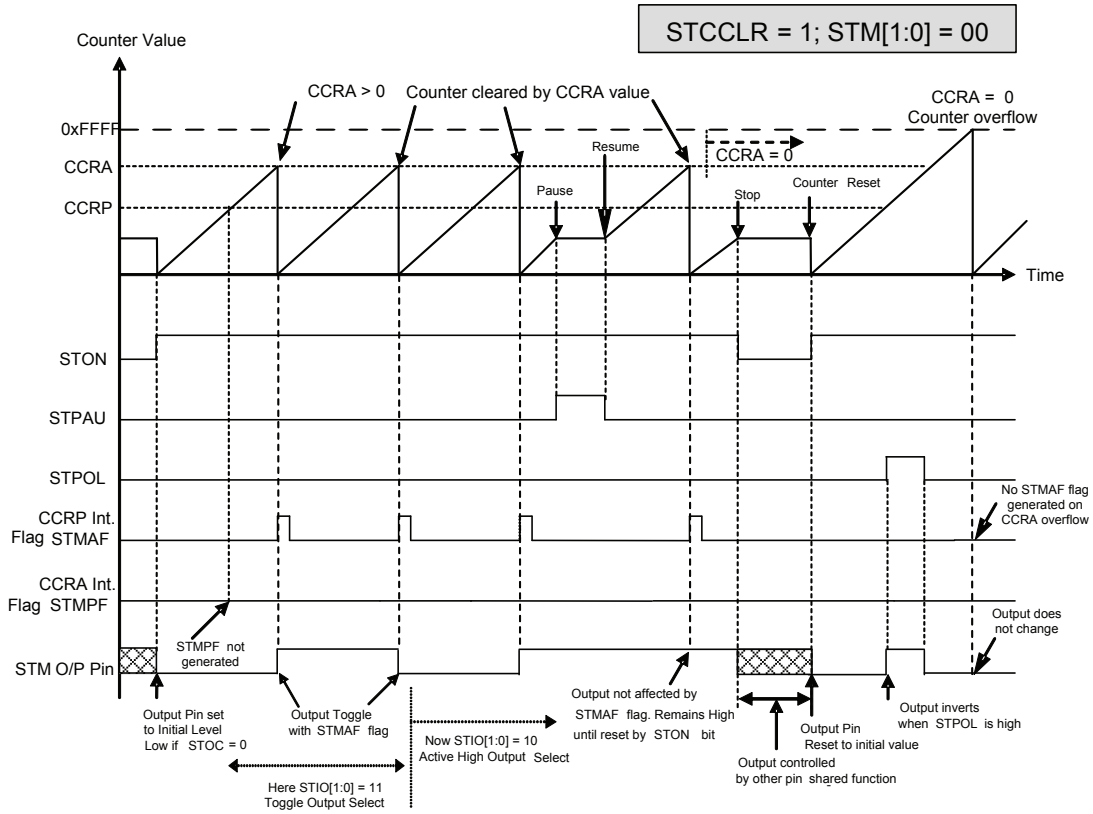 STCCLR = 1; STM[1:0] = 00
Counter Value
CCRA > 0
Counter cleared by CCRA value
CCRA = 0
Counter overflow
0xFFFF
CCRA
CCRP
Resume
CCRA = 0
Pause
Stop
Counter Reset
Time
STON
STPAU
STPOL
CCRP Int.
Flag STMAF
No STMAF flag
generated on
CCRA overflow
CCRA Int.
Flag STMPF
STMPF not
generated
Output does
not change
STM O/P Pin
Output Pin set
to Initial Level
Low if STOC = 0
Output Toggle
with STMAF flag
Now STIO[1:0] = 10
Active High Output Select
Output not affected by
STMAF flag. Remains High
until reset by STON bit
Output Pin
Reset to initial value
Output inverts
when STPOL is high
Output controlled
by other pin shared function
Here STIO[1:0] = 11
Toggle Output Select